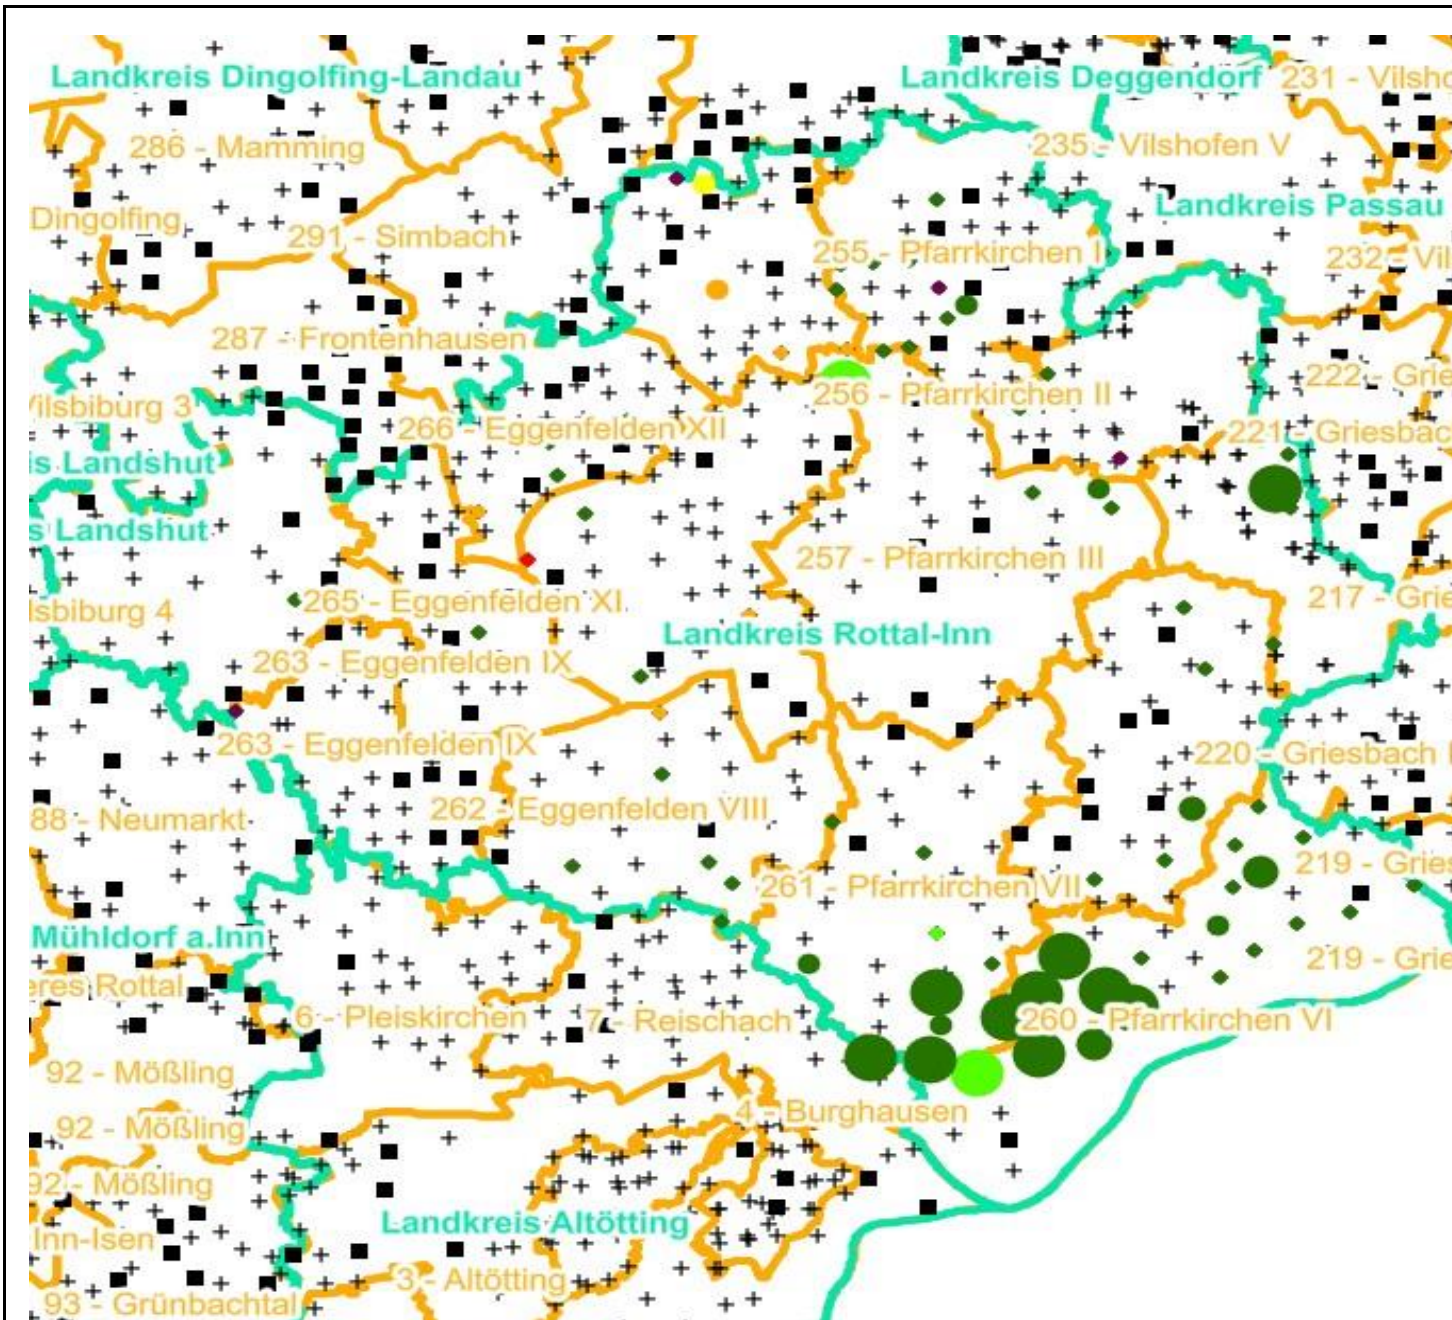 Landkreis Dingolfing-Landau
Landkreis Deggendorf
231 - Vilsho
286 - Mamming
235 - Vilshofen V
Landkreis Passau
Dingolfing
291 - Simbach
255 - Pfarrkirchen I
232 - Vil
287 - Frontenhausen
222 - Grie
256 - Pfarrkirchen II
Vilsbiburg 3
266 - Eggenfelden XII
221 - Griesbac
is Landshut
s Landshut
257 - Pfarrkirchen III
265 - Eggenfelden XI
217 - Grie
lsbiburg 4
Landkreis Rottal-Inn
263 - Eggenfelden IX
263 - Eggenfelden IX
220 - Griesbach
262 - Eggenfelden VIII
88 - Neumarkt
219 - Grie
261 - Pfarrkirchen VII
Mühldorf a.Inn
219 - Grie
eres Rottal
6 - Pleiskirchen
7 - Reischach
260 - Pfarrkirchen VI
92 - Mößling
4 - Burghausen
92 - Mößling
92 - Mößling
Landkreis Altötting
Inn-Isen
3 - Altötting
93 - Grünbachtal